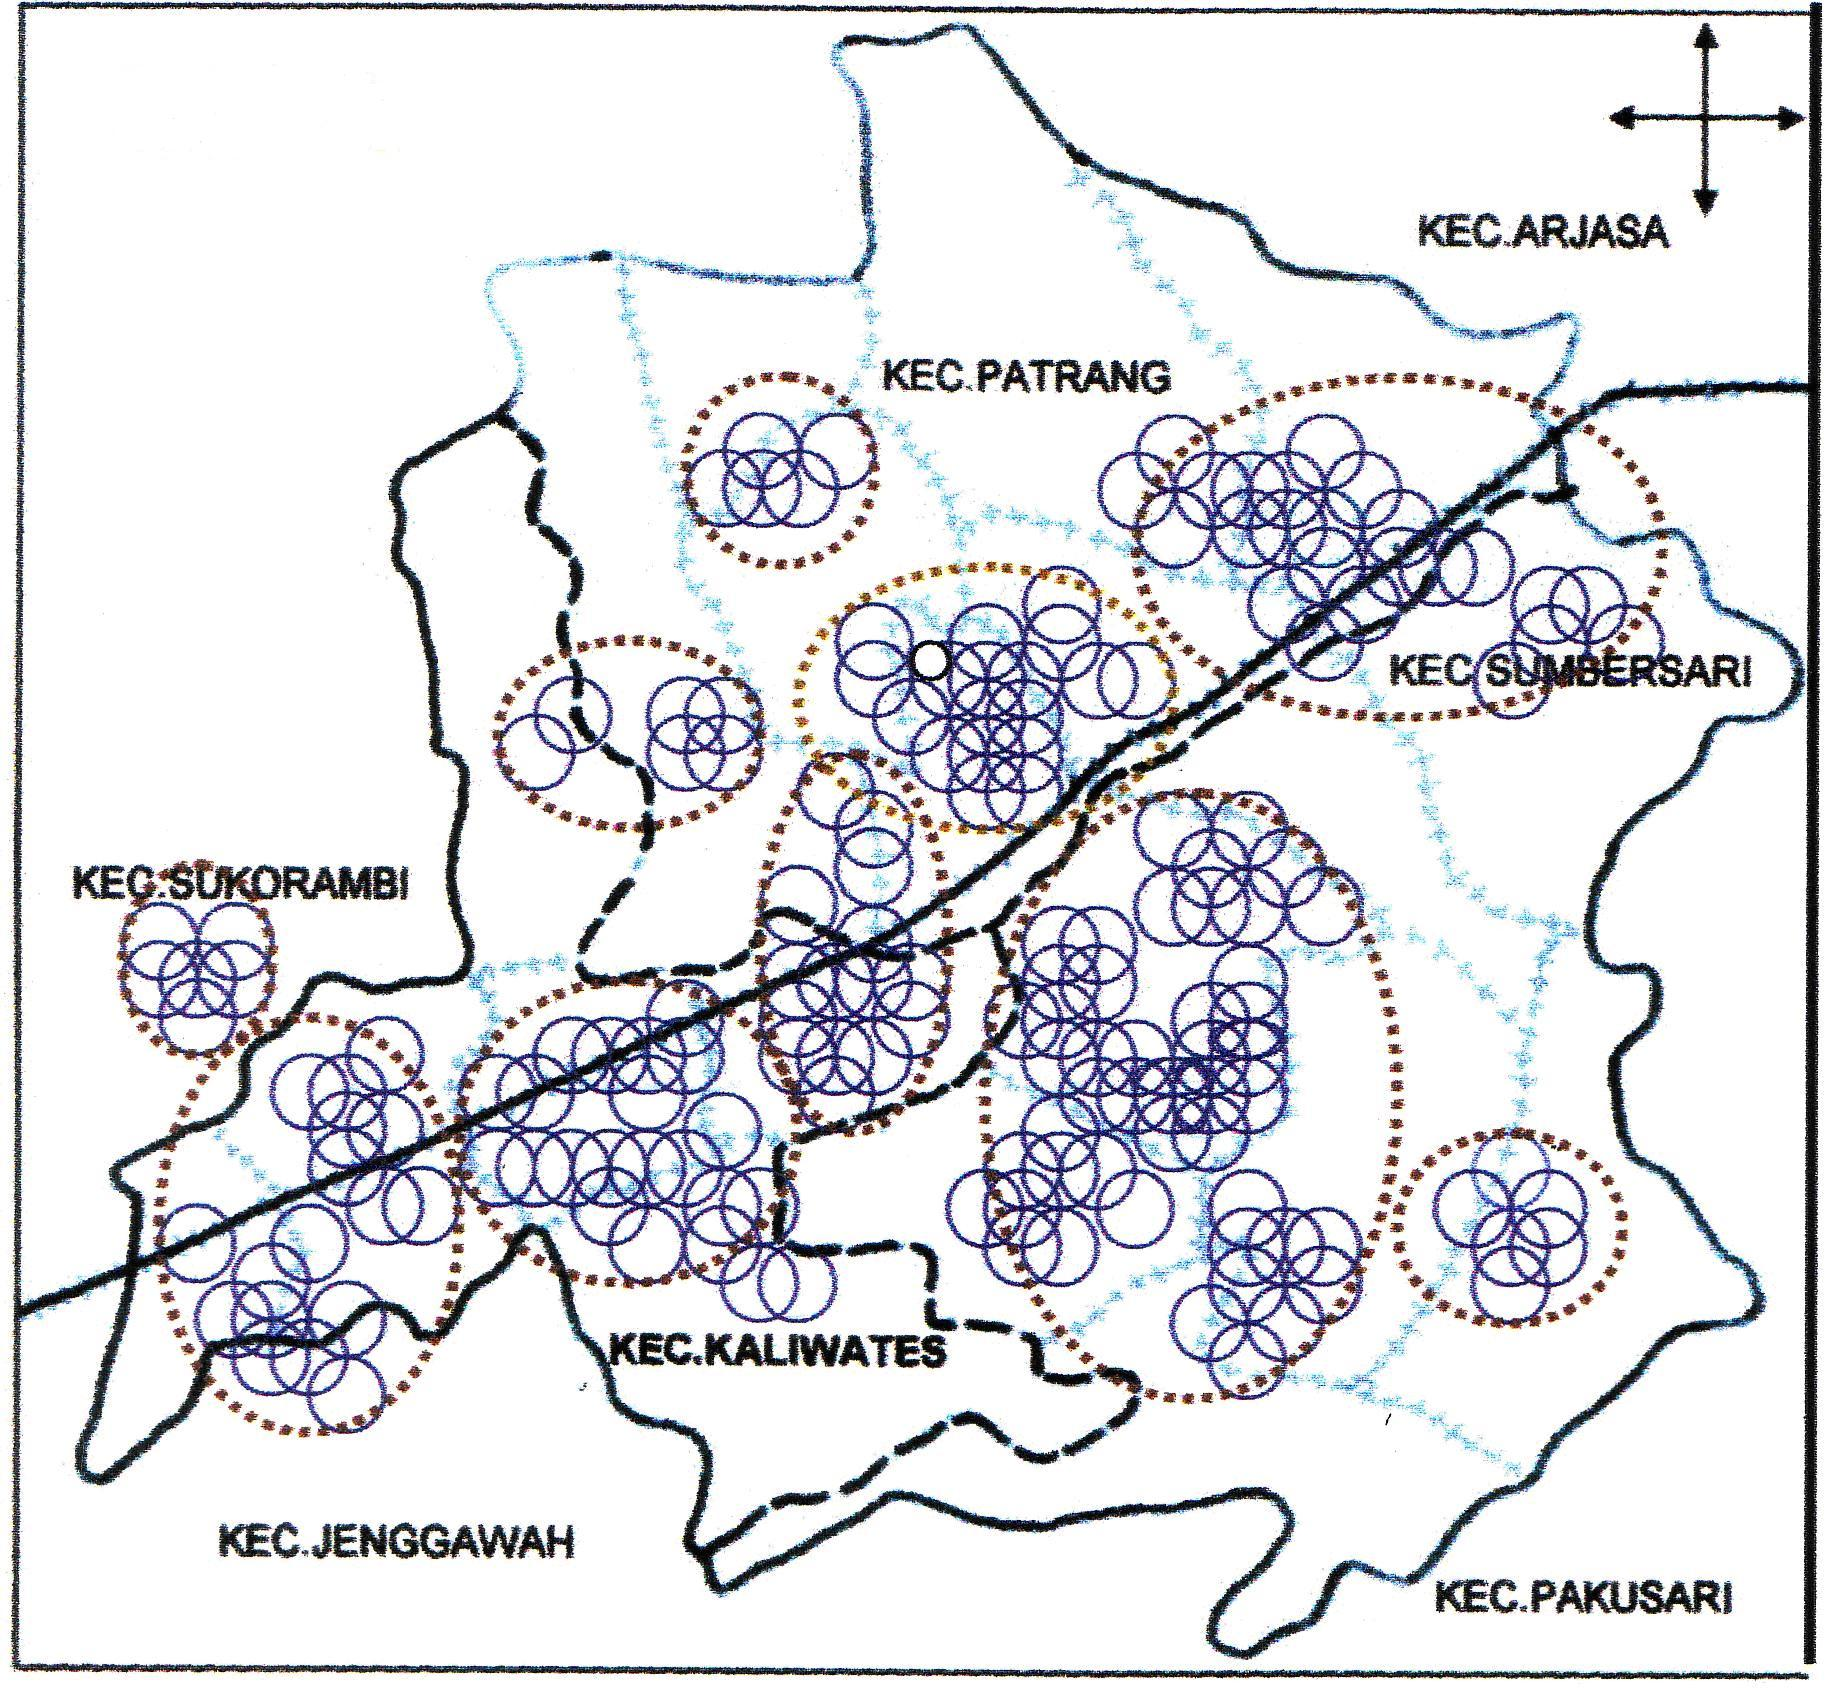 KEC.ARJASA
KEC.PATRANG
KEC SUMBERSARI
KEC.SUKORAMBI
KEC.KALIWATES
KEC.JENGGAWAH
KEC.PAKUSARI